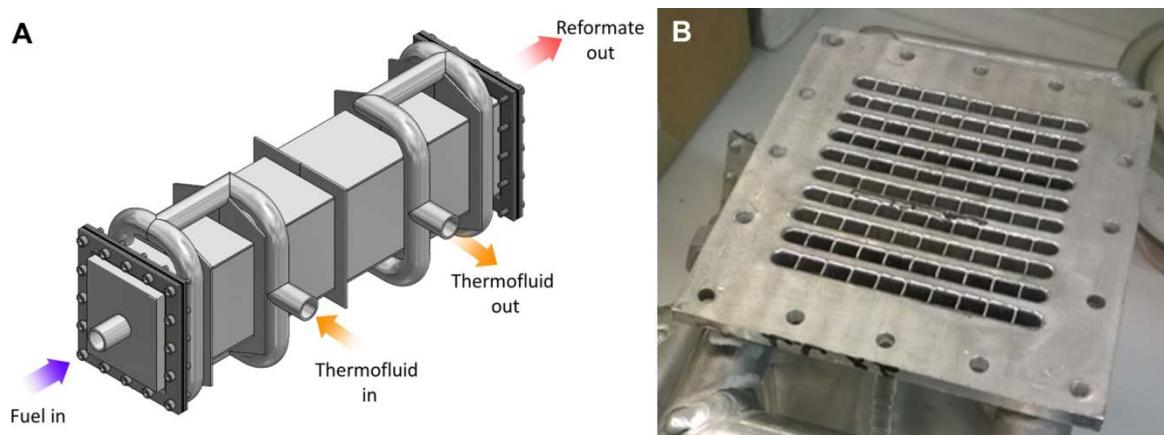 A
Reformate
out
Thermofluid
out
Thermofluid
in
Fuel in
B